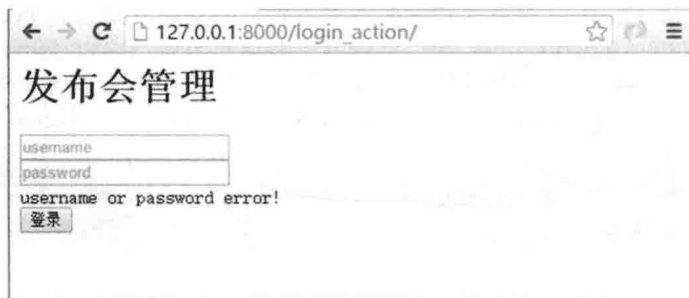 127.0.0.1:8000/login_action/
发布会管理
username
password
username or password error!
登录